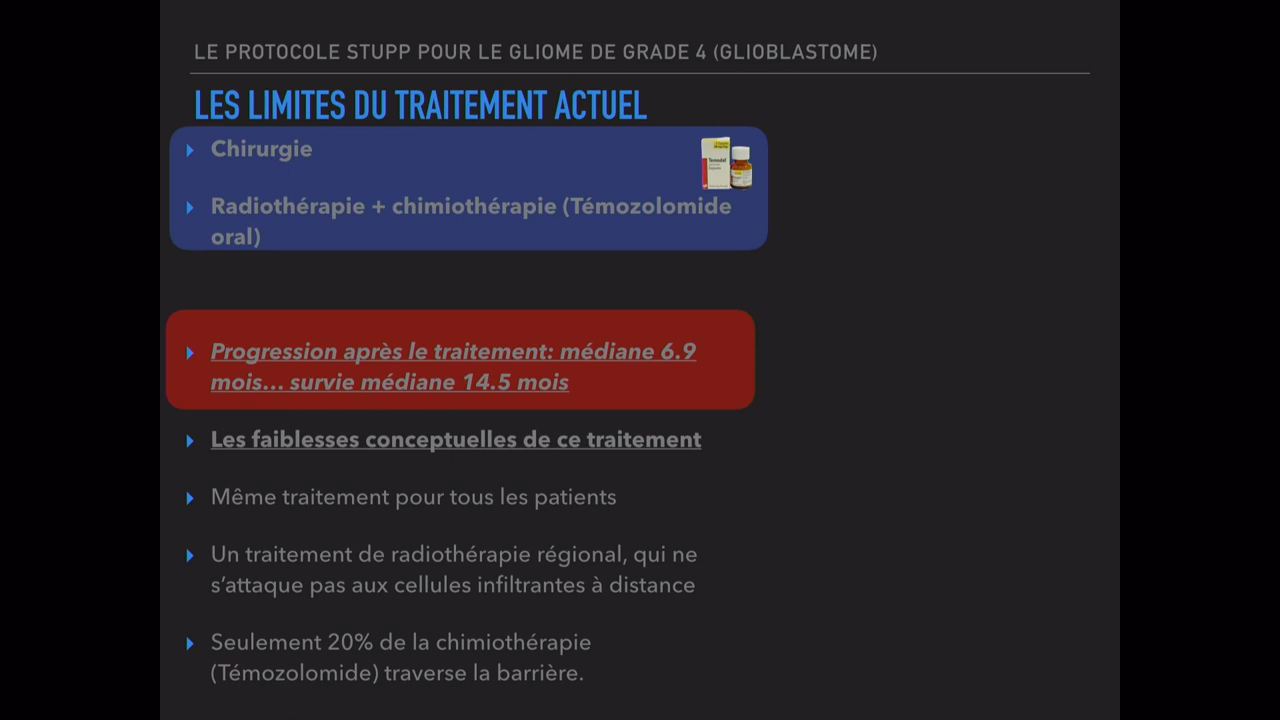 LE PROTOCOLE STUPP POUR LE GLIOME DE GRADE 4 (GLIOBLASTOME)
LES LIMITES DU TRAITEMENT ACTUEL
Chirurgie
Radiothérapie + chimiothérapie (Témozolomide
oral)
Progression après le traitement: médiane 6.9
mois... survie médiane 14.5 mois
Les faiblesses conceptuelles de ce traitement
Même traitement pour tous les patients
Un traitement de radiothérapie régional, qui ne
s’attaque pas aux cellules infiltrantes à distance
Seulement 20% de la chimiothérapie
(Témozolomide) traverse la barrière.